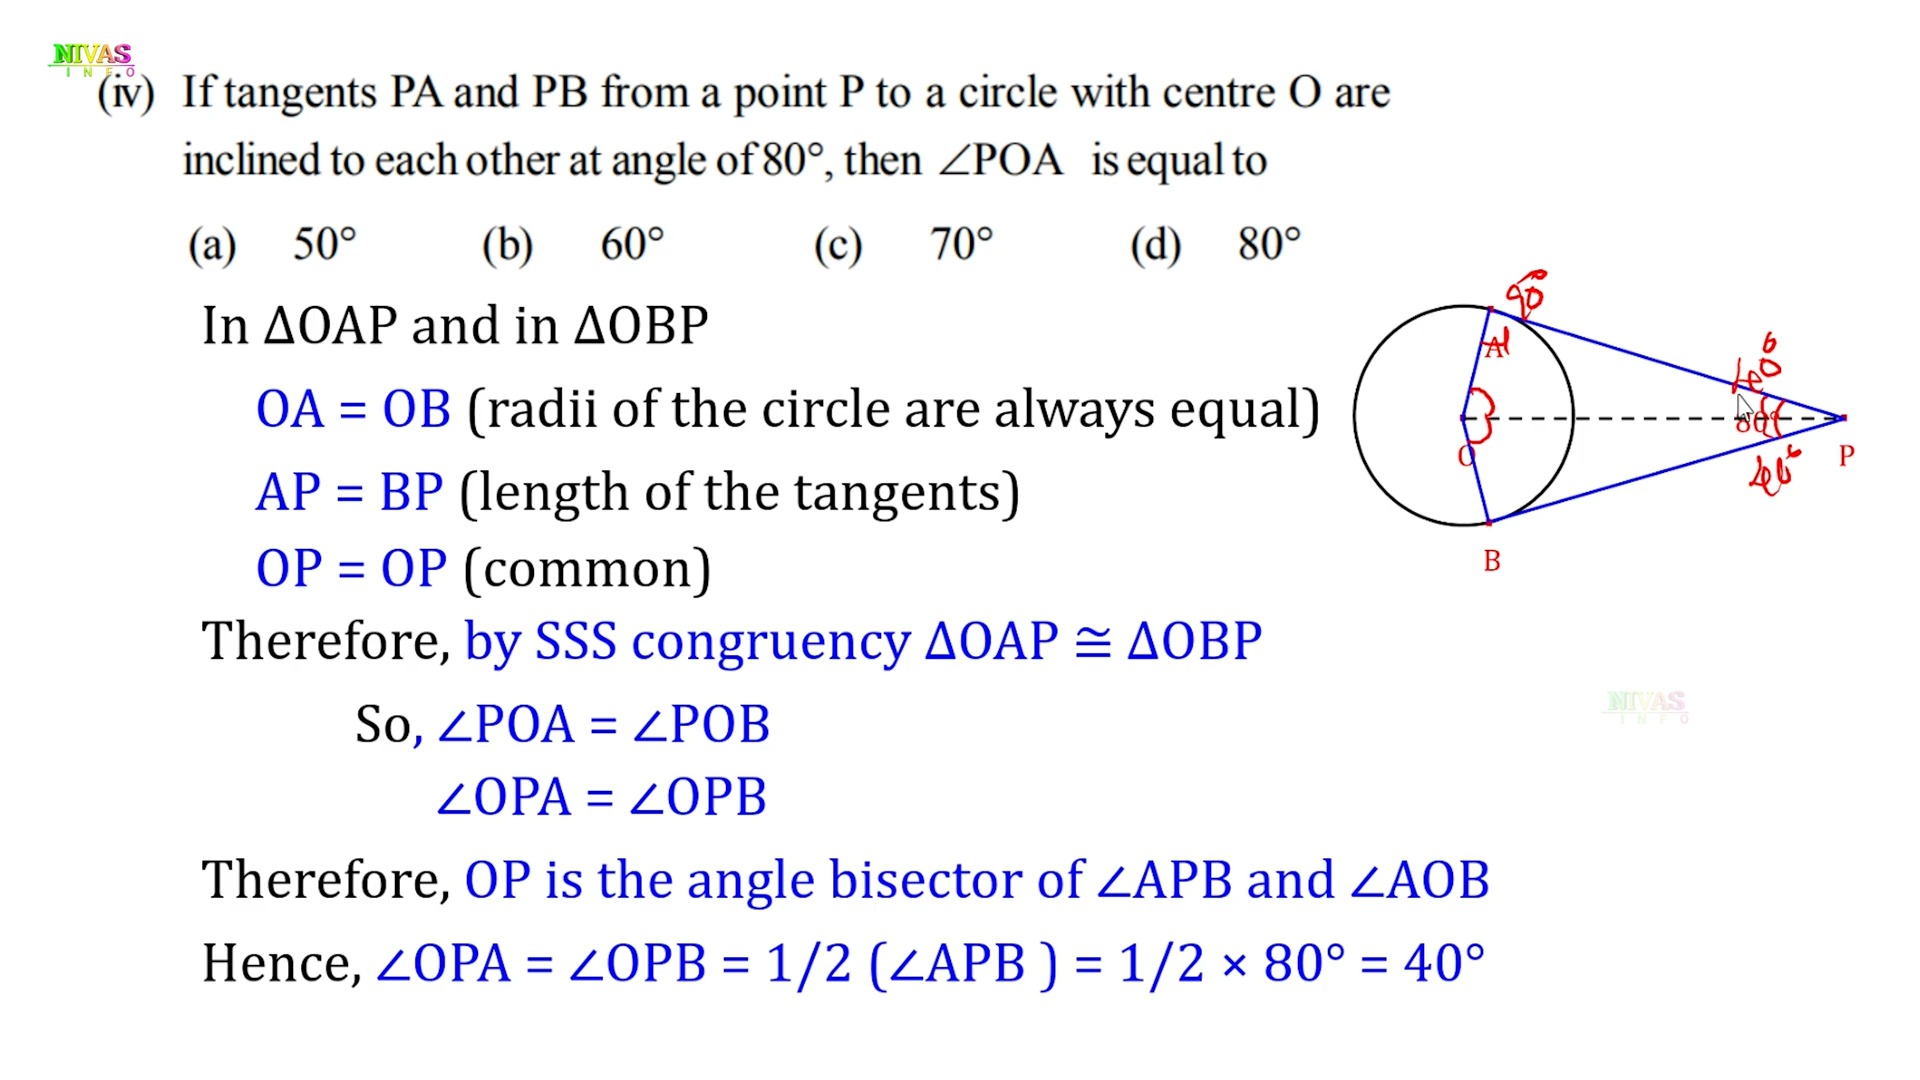 NIVAS
INFO
(iv) If tangents PA and PB from a point P to a circle with centre O are
inclined to each other at angle of 80°, then ∠POA is equal to
(a) 50° (b) 60° (c) 70° (d) 80°
In ΔOAP and in ΔOBP
OA = OB (radii of the circle are always equal)
AP = BP (length of the tangents)
OP = OP (common)
Therefore, by SSS congruency ΔOAP ≅ ΔOBP
So, ∠POA = ∠POB
∠OPA = ∠OPB
Therefore, OP is the angle bisector of ∠APB and ∠AOB
Hence, ∠OPA = ∠OPB = 1/2 (∠APB ) = 1/2 × 80° = 40°
90°
A
40°
80°
O
P
40°
B
NIVAS
INFO